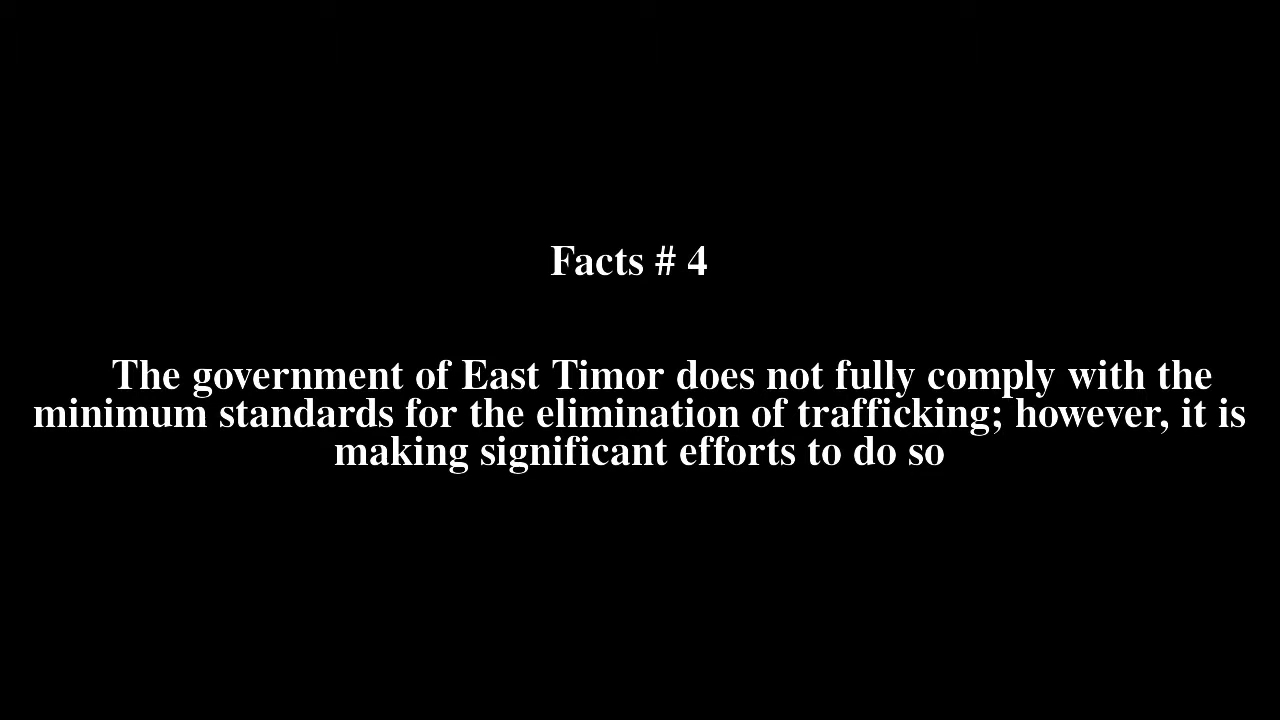 Facts # 4
The government of East Timor does not fully comply with the
minimum standards for the elimination of trafficking; however, it is
making significant efforts to do so